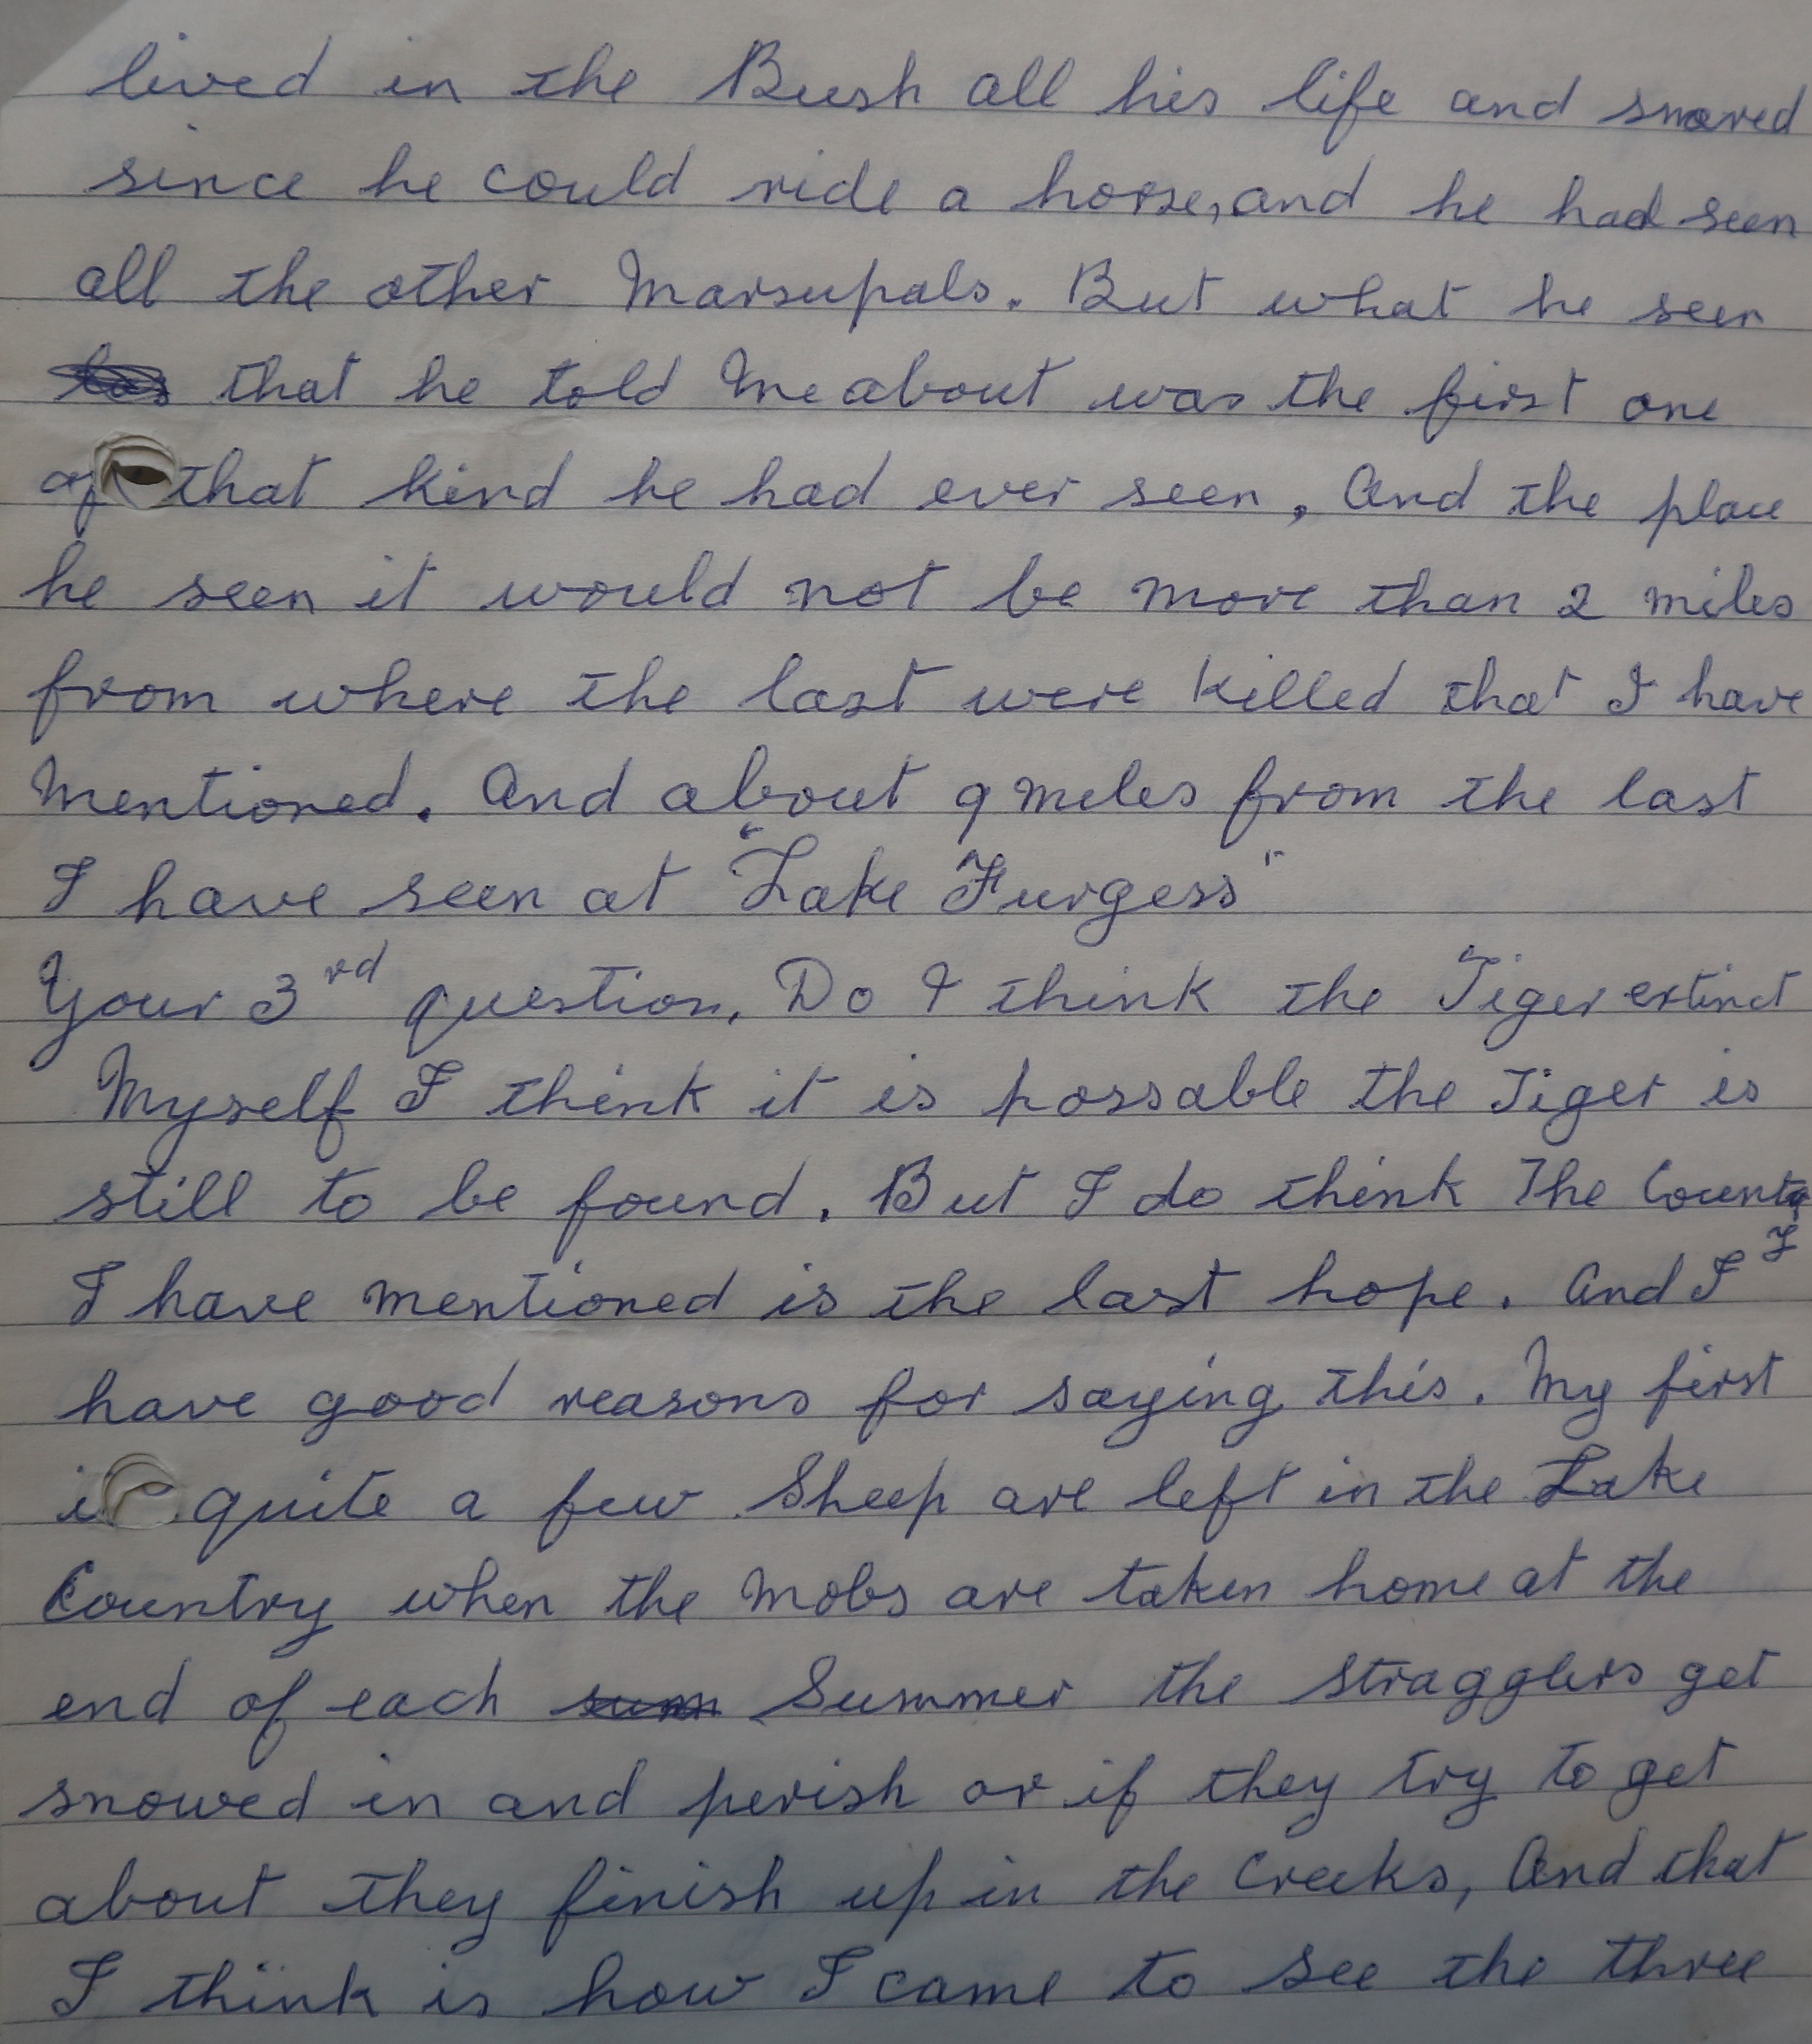 lived in the Bush all his life and snared
since he could ride a horse, and he had seen
all the other Marsupals. But what he seen
that he told Me about was the first one
of that kind he had ever seen, And the place
he seen it would not be more than 2 miles
from where the last were killed that I have
Mentioned. And about 9 miles from the last
I have seen at "Lake Furgess"
Your 3rd question, Do I think the Tiger extinct
Myself I think it is possable the Tiger is
still to be found. But I do think The Country
I have mentioned is the last hope. And I
have good reasons for saying this. My first
is quite a few Sheep are left in the Lake
Country when the Mobs are taken home at the
end of each Summer the stragglers get
snowed in and perish or if they try to get
about they finish up in the Creeks, And that
I think is how I came to see the three